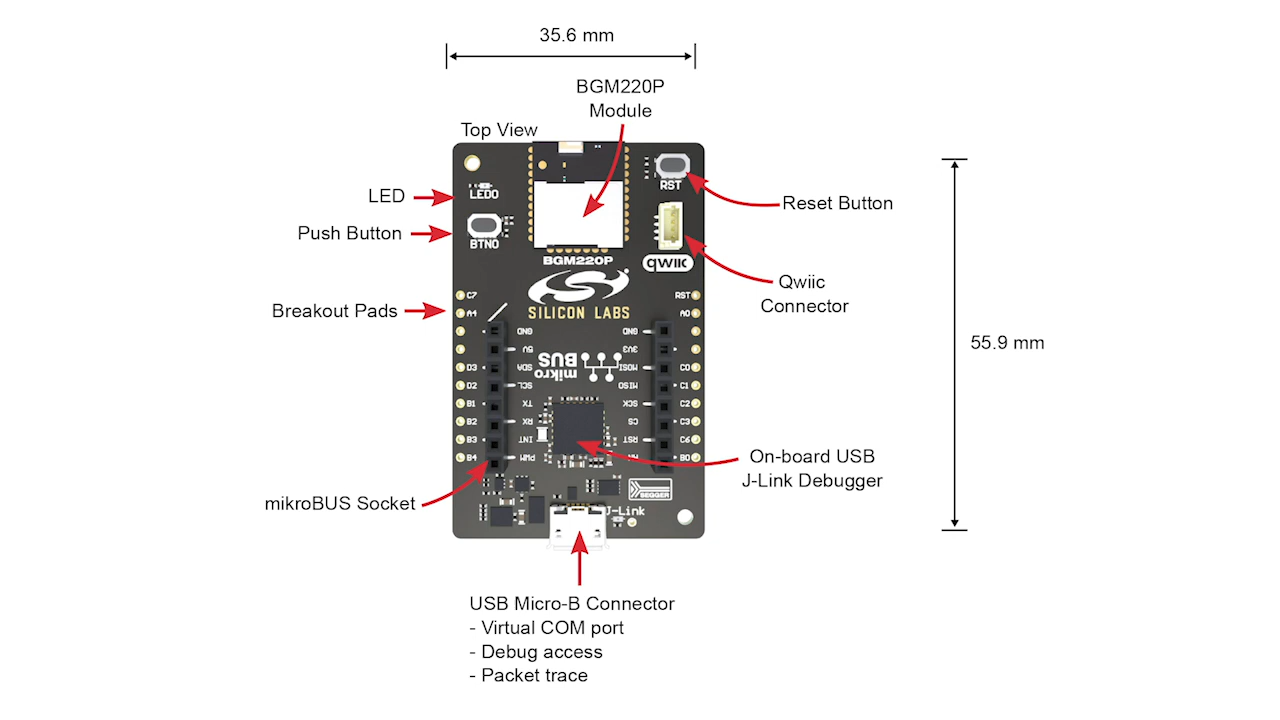 35.6 mm
BGM220P
Module
Top View
LED
LED0
RST
Reset Button
Push Button
BTN0
BGM220P
qwiic
Qwiic
Connector
SILICON LABS
Breakout Pads
C7
A4
D3
D2
B1
B2
B3
B4
GND
5V
SDA
SCL
TX
RX
INT
PWM
mikro
BUS
GND
3V3
MOSI
MISO
SCK
CS
RST
RST
A0
C0
C1
C2
C3
C6
B0
55.9 mm
On-board USB
J-Link Debugger
mikroBUS Socket
SEGGER
J-Link
USB Micro-B Connector
- Virtual COM port
- Debug access
- Packet trace